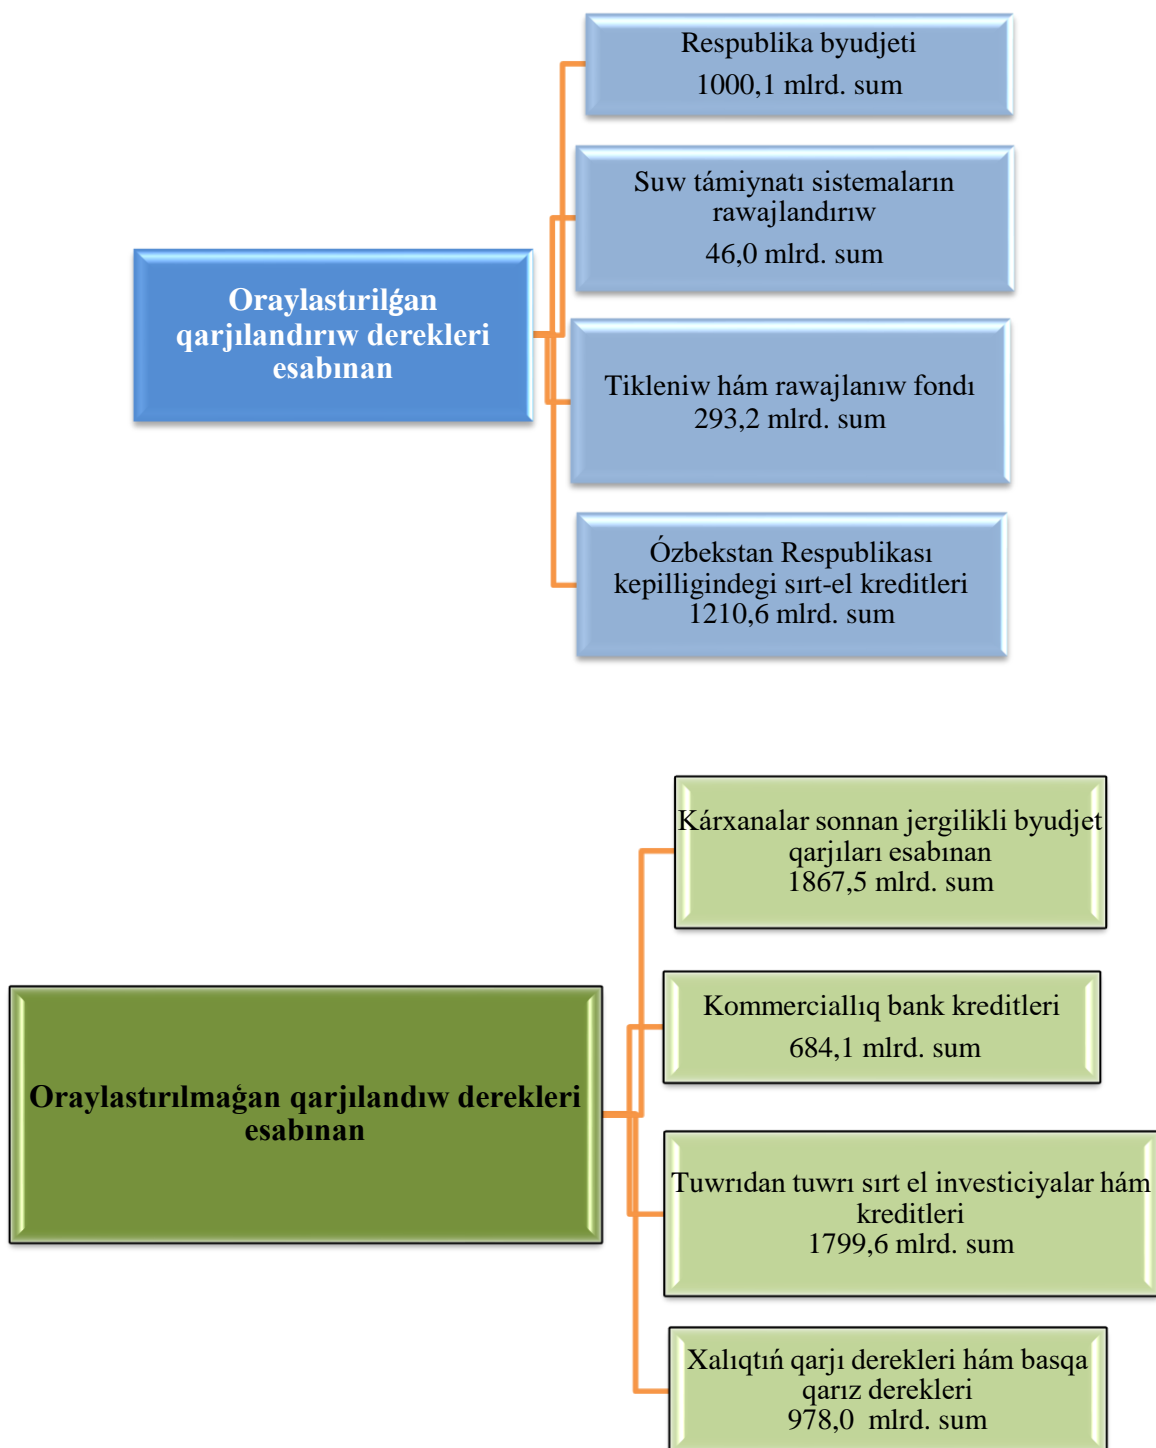 Respublika byudjeti
1000,1 mlrd. sum
Suw támiynatı sistemaların
rawajlandırıw
46,0 mlrd. sum
Oraylastırılǵan
qarjılandırıw derekleri
esabınan
Tikleniw hám rawajlanıw fondı
293,2 mlrd. sum
Ózbekstan Respublikası
kepilligindegi sırt-el kreditleri
1210,6 mlrd. sum
Kárxanalar sonnan jergilikli byudjet
qarjıları esabınan
1867,5 mlrd. sum
Kommerciallıq bank kreditleri
684,1 mlrd. sum
Oraylastırılmaǵan qarjılandıw derekleri
esabınan
Tuwrıdan tuwrı sırt el investiciyalar hám
kreditleri
1799,6 mlrd. sum
Xalıqtıń qarjı derekleri hám basqa
qarız derekleri
978,0 mlrd. sum